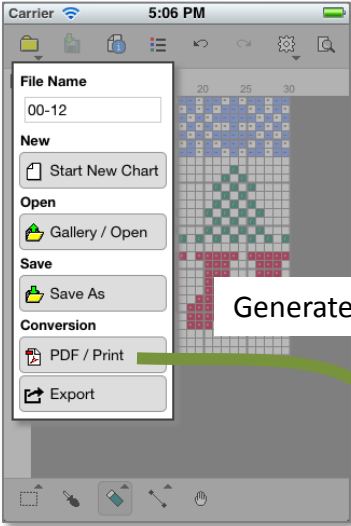 Carrier 5:06 PM
File Name
20 25 30
00-12
New
Start New Chart
Open
Gallery / Open
Save
Save As
Generate
Conversion
PDF / Print
Export